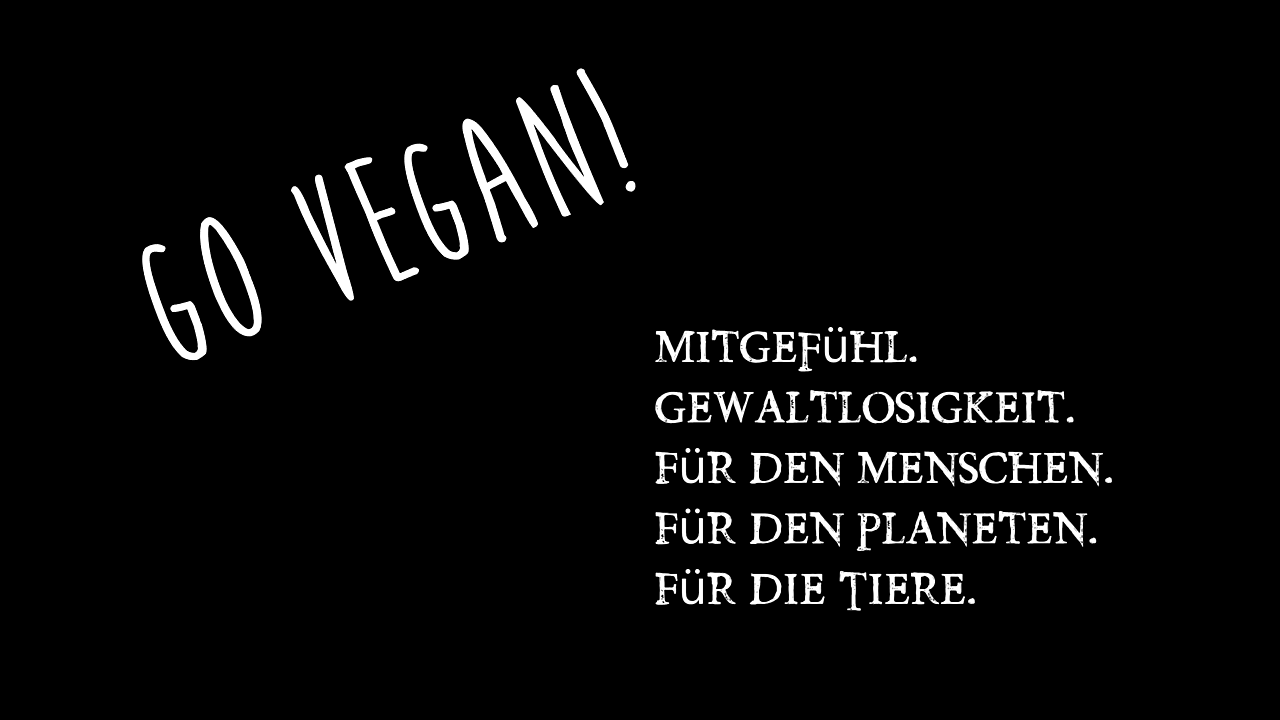 GO VEGAN!
MITGEFÜHL.
GEWALTLOSIGKEIT.
FÜR DEN MENSCHEN.
FÜR DEN PLANETEN.
FÜR DIE TIERE.